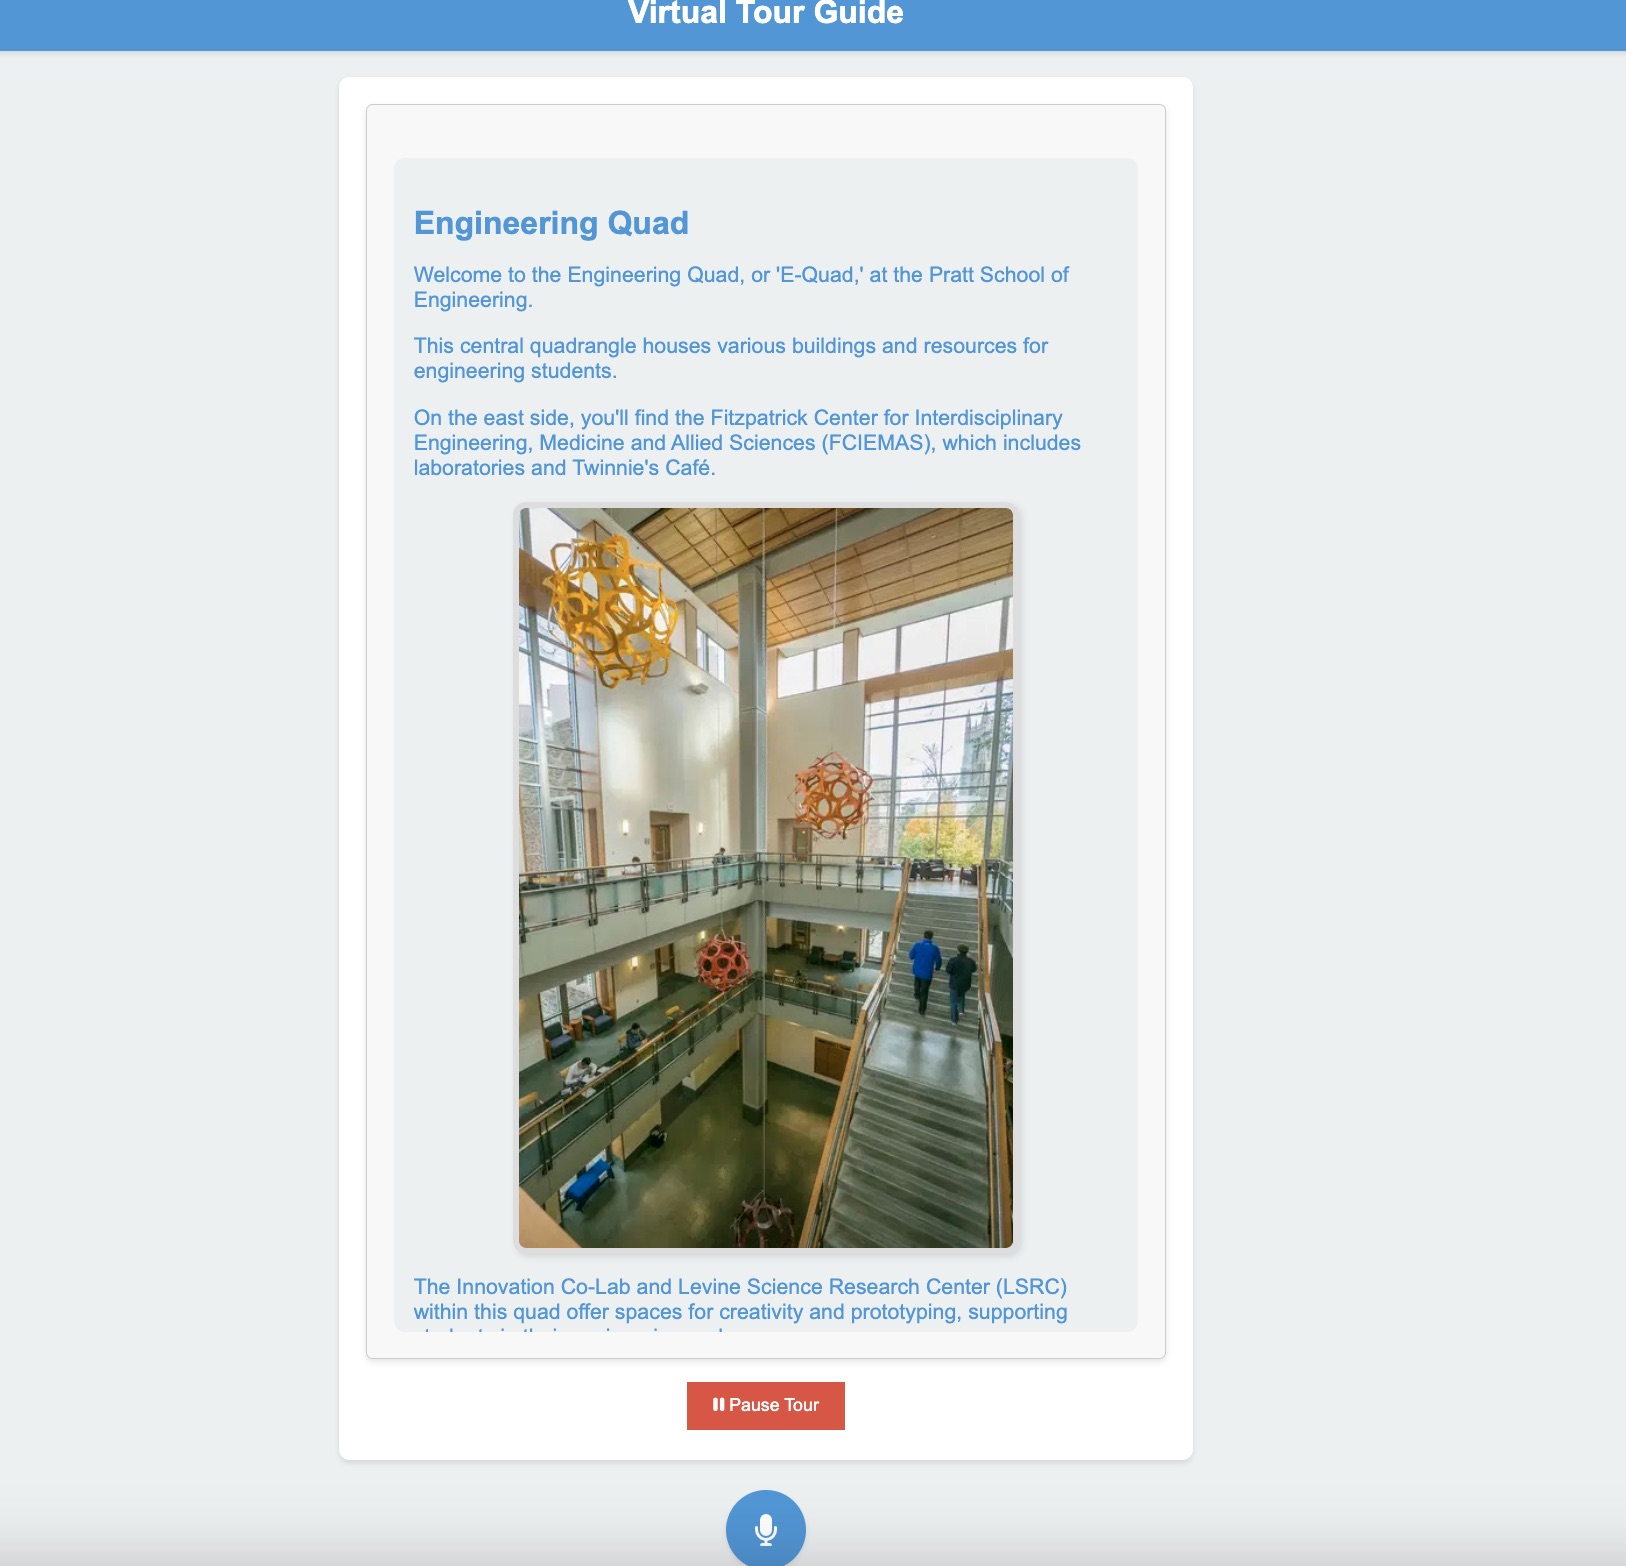 Virtual Tour Guide
Engineering Quad
Welcome to the Engineering Quad, or 'E-Quad,' at the Pratt School of
Engineering.
This central quadrangle houses various buildings and resources for
engineering students.
On the east side, you'll find the Fitzpatrick Center for Interdisciplinary
Engineering, Medicine and Allied Sciences (FCIEMAS), which includes
laboratories and Twinnie's Café.
The Innovation Co-Lab and Levine Science Research Center (LSRC)
within this quad offer spaces for creativity and prototyping, supporting
Pause Tour